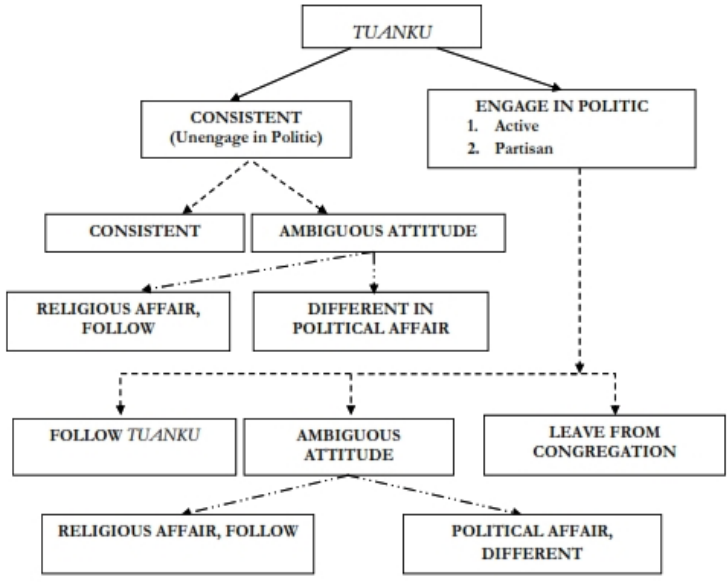 TUANKU
CONSISTENT
(Unengage in Politic)
ENGAGE IN POLITIC
1. Active
2. Partisan
CONSISTENT
AMBIGUOUS ATTITUDE
RELIGIOUS AFFAIR,
FOLLOW
DIFFERENT IN
POLITICAL AFFAIR
FOLLOW TUANKU
AMBIGUOUS
ATTITUDE
LEAVE FROM
CONGREGATION
RELIGIOUS AFFAIR, FOLLOW
POLITICAL AFFAIR,
DIFFERENT